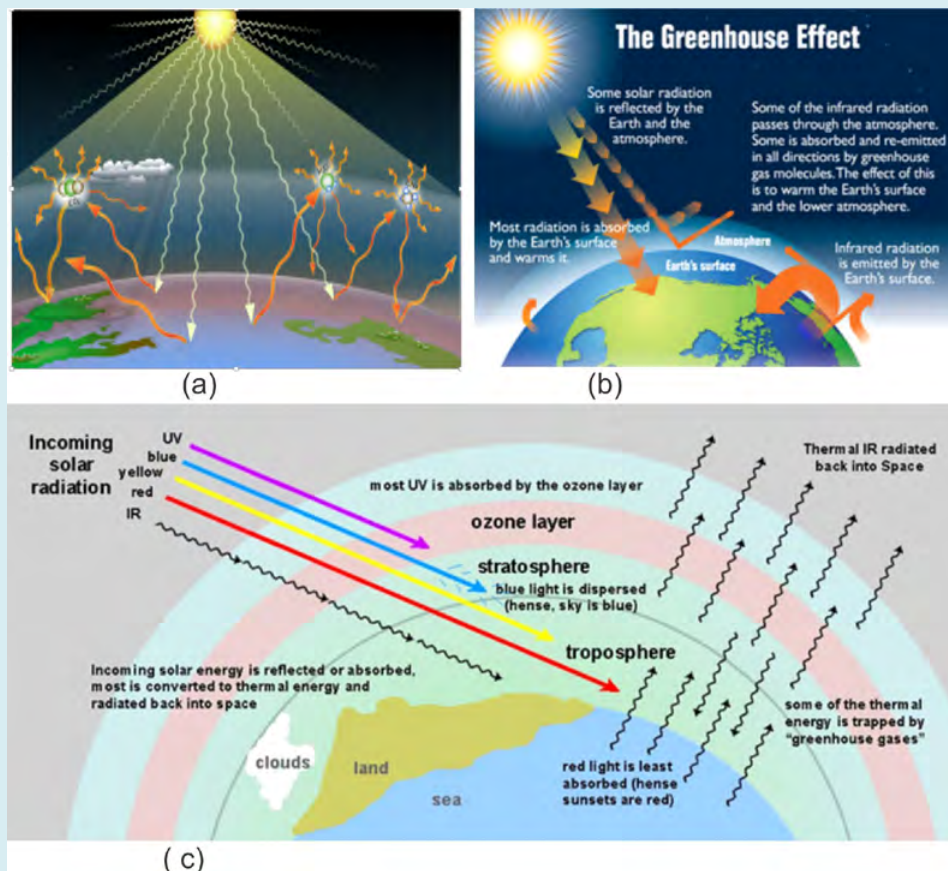 The Greenhouse Effect
Some solar radiation
is reflected by the
Earth and the
atmosphere.
Some of the infrared radiation
passes through the atmosphere.
Some is absorbed and re-emitted
in all directions by greenhouse
gas molecules. The effect of this
is to warm the Earth's surface
and the lower atmosphere.
Most radiation is absorbed
by the Earth's surface
and warms it.
Atmosphere
Earth's surface
Infrared radiation
is emitted by the
Earth's surface.
(a)
(b)
Incoming
solar
radiation
UV
blue
yellow
red
IR
most UV is absorbed by the ozone layer
ozone layer
stratosphere
blue light is dispersed
(hense, sky is blue)
troposphere
Thermal IR radiated
back into Space
Incoming solar energy is reflected or absorbed,
most is converted to thermal energy and
radiated back into space
some of the thermal
energy is trapped by
"greenhouse gases"
clouds
land
sea
red light is least
absorbed (hense
sunsets are red)
( c)